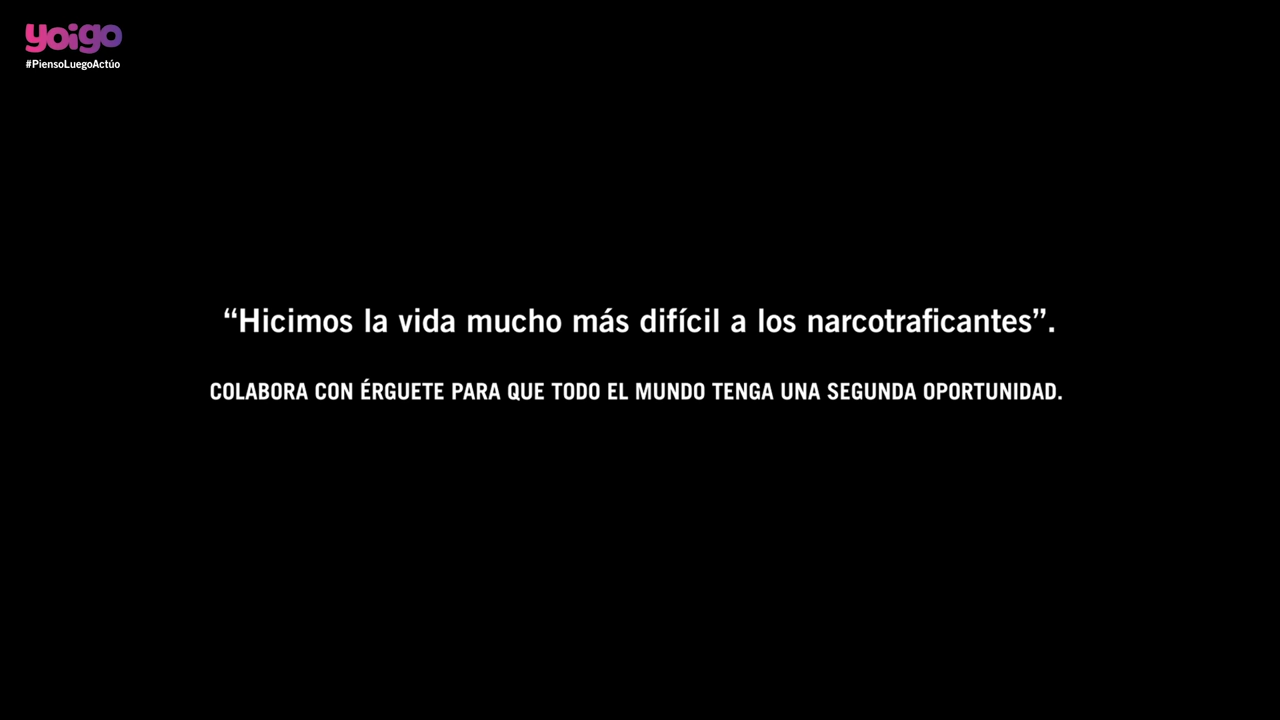 yoigo
#PiensoLuegoActúo
“Hicimos la vida mucho más difícil a los narcotraficantes”.
COLABORA CON ÉRGUETE PARA QUE TODO EL MUNDO TENGA UNA SEGUNDA OPORTUNIDAD.